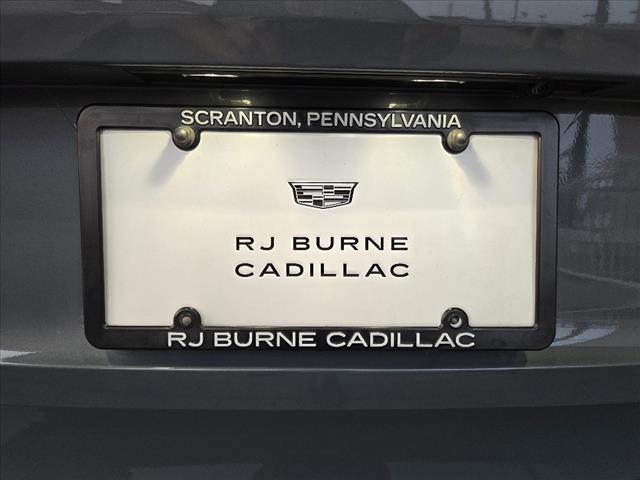 SCRANTON, PENNSYLVANIA
RJ BURNE
CADILLAC
RJ BURNE CADILLAC